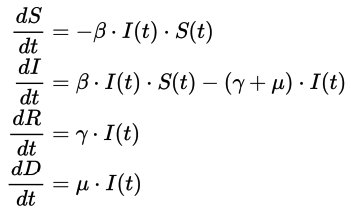 dS/dt = −β · I(t) · S(t)
dI/dt = β · I(t) · S(t) − (γ + μ) · I(t)
dR/dt = γ · I(t)
dD/dt = μ · I(t)